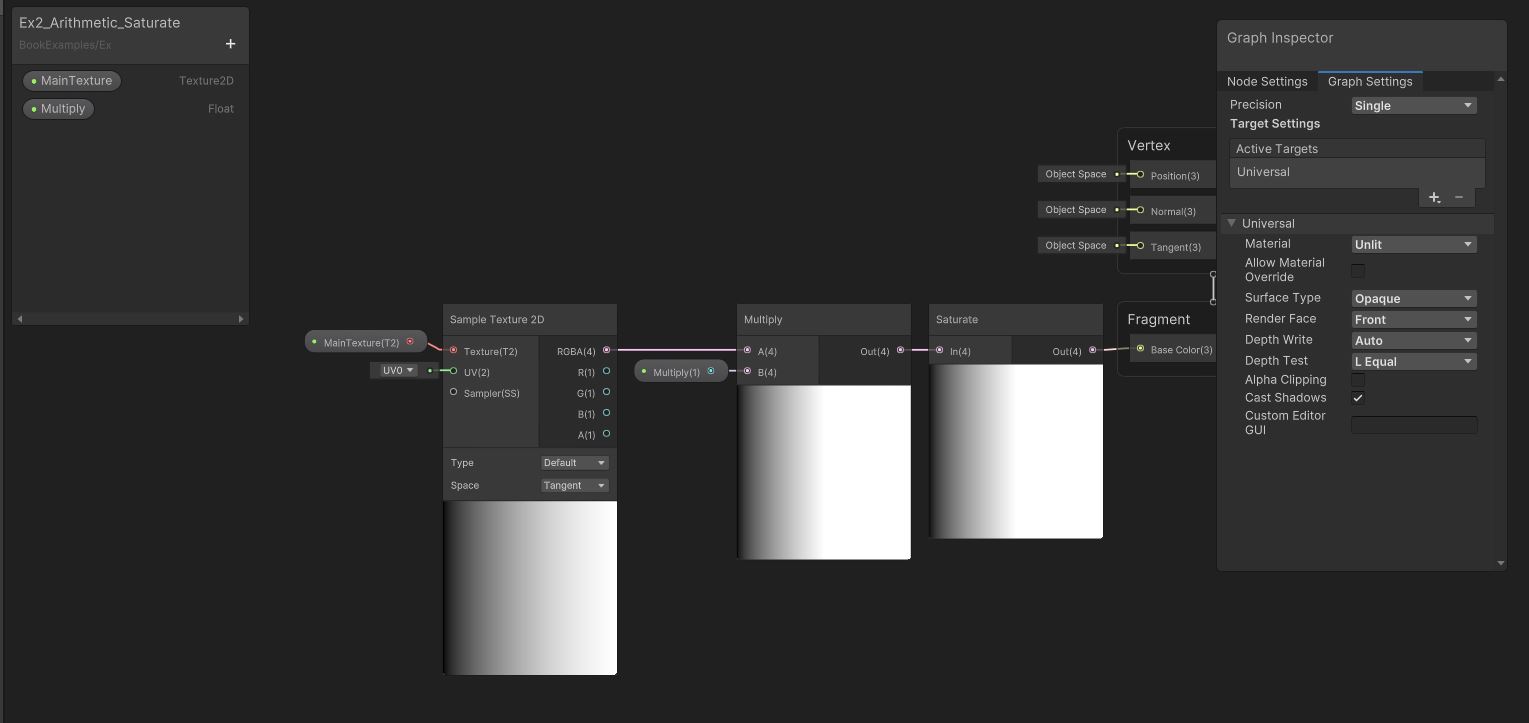 Ex2_Arithmetic_Saturate
BookExamples/Ex
+
MainTexture Texture2D
Multiply Float
Graph Inspector
Node Settings Graph Settings
Precision Single
Target Settings
Active Targets
Universal
Universal
Material Unlit
Allow Material
Override
Surface Type Opaque
Render Face Front
Depth Write Auto
Depth Test L Equal
Alpha Clipping
Cast Shadows
Custom Editor
GUI
Vertex
Object Space Position(3)
Object Space Normal(3)
Object Space Tangent(3)
Fragment
Base Color(3)
MainTexture(T2)
UV0
Sample Texture 2D
Texture(T2) RGBA(4)
UV(2) R(1)
Sampler(SS) G(1)
B(1)
A(1)
Type Default
Space Tangent
Multiply(1)
Multiply
A(4) Out(4)
B(4)
Saturate
In(4) Out(4)